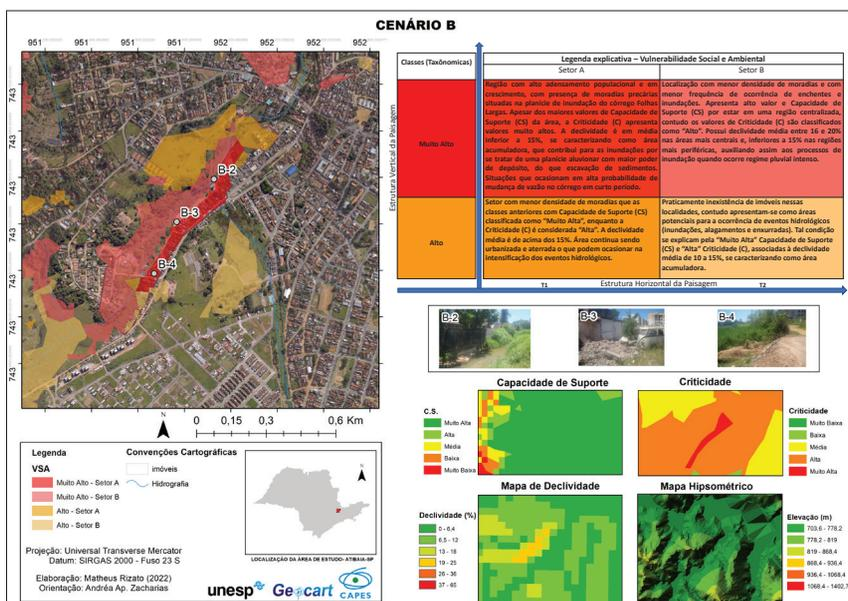 CENÁRIO B
951 951 951 952 952 952
743
743
743
743
743
B-2
B-3
B-4
N
0 0,15 0,3 0,6 Km
Classes (Taxônomicas)
Legenda explicativa – Vulnerabilidade Social e Ambiental
Setor A Setor B
Estrutura Vertical da Paisagem
Muito Alto
Região com alto adensamento populacional e em
crescimento, com presença de moradias precárias
situadas na planície de inundação do córrego Folhas
Largas. Apesar dos maiores valores de Capacidade de
Suporte (CS) da área, a Criticidade (C) apresenta
valores muito altos. A declividade é em média
inferior a 15%, se caracterizando como área
acumuladora, que contribui para as inundações por
se tratar de uma planície aluvionar com maior poder
de depósito, do que escavação de sedimentos.
Situações que ocasionam em alta probabilidade de
mudança de vazão no córrego em curto período.
Localização com menor densidade de moradias e com
menor frequência de ocorrência de enchentes e
inundações. Apresenta alto valor e Capacidade de
Suporte (CS) por estar em uma região centralizada,
contudo os valores de Criticidade (C) são classificados
como “Alto”. Possui declividade média entre 16 e 20%
nas áreas mais centrais e, inferiores a 15% nas regiões
mais periféricas, auxiliando assim aos processos de
inundação quando ocorre regime pluvial intenso.
Alto
Setor com menor densidade de moradias que as
classes anteriores com Capacidade de Suporte (CS)
classificada como “Muito Alta”, enquanto a
Criticidade (C) é considerada “Alta”. A declividade
média é de acima dos 15%. Área continua sendo
urbanizada e aterrada o que podem ocasionar na
intensificação dos eventos hidrológicos.
Praticamente inexistência de imóveis nessas
localidades, contudo apresentam-se como áreas
potenciais para a ocorrência de eventos hidrológicos
(inundações, alagamentos e enxurradas). Tal condição
se explicam pela “Muito Alta” Capacidade de Suporte
(CS) e “Alta” Criticidade (C), associadas à declividade
média de 10 a 15%, se caracterizando como área
acumuladora.
T1 T2
Estrutura Horizontal da Paisagem
B-2 B-3 B-4
Capacidade de Suporte
C.S.
Muito Alta
Alta
Média
Baixa
Muito Baixa
Criticidade
Criticidade
Muito Baixa
Baixa
Média
Alta
Muito Alta
Mapa de Declividade
Declividade (%)
0 - 6,4
6,5 - 12
13 - 18
19 - 25
26 - 36
37 - 65
Mapa Hipsométrico
Elevação (m)
703,6 - 778,2
778,2 - 819
819 - 868,4
868,4 - 936,4
936,4 - 1068,4
1068,4 - 1402,7
Legenda
VSA
Muito Alto - Setor A
Muito Alto - Setor B
Alto - Setor A
Alto - Setor B
Convenções Cartográficas
imóveis
Hidrografia
N
LOCALIZAÇÃO DA ÁREA DE ESTUDO- ATIBAIA-SP
Projeção: Universal Transverse Mercator
Datum: SIRGAS 2000 - Fuso 23 S
Elaboração: Matheus Rizato (2022)
Orientação: Andréa Ap. Zacharias
unesp Geocart CAPES